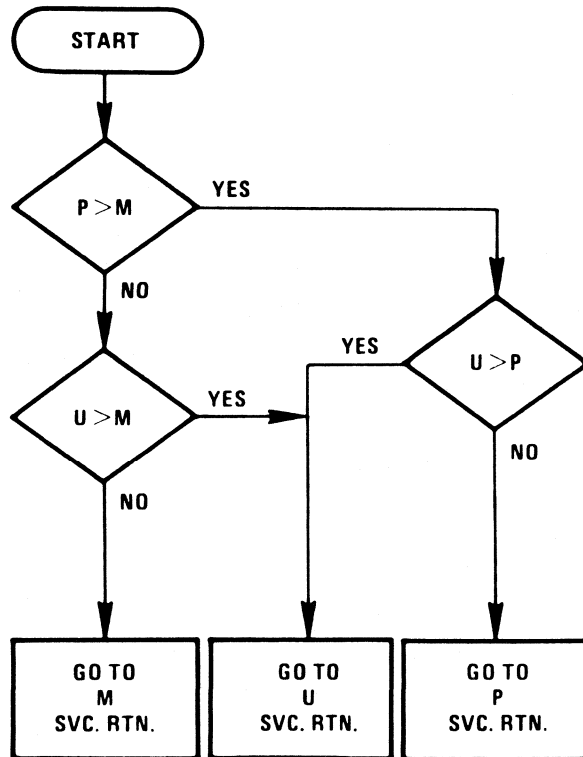 START
P > M
YES
NO
YES
U > P
U > M
YES
NO
NO
GO TO
M
SVC. RTN.
GO TO
U
SVC. RTN.
GO TO
P
SVC. RTN.